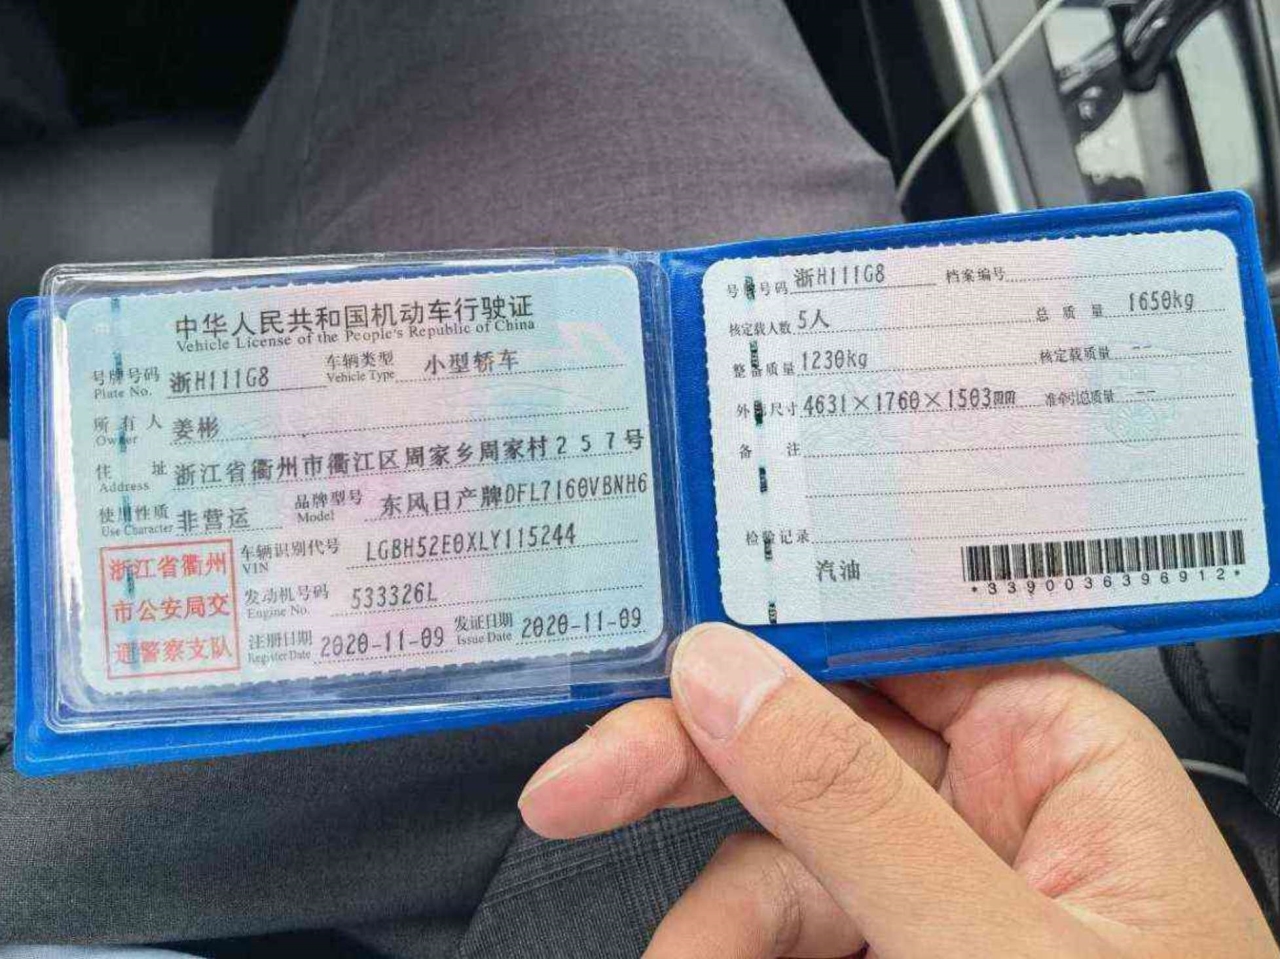 中华人民共和国机动车行驶证
Vehicle License of the People's Republic of China
号牌号码 浙H111G8 车辆类型 小型轿车
Plate No. Vehicle Type
所有人 姜彬
Owner
住址 浙江省衢州市衢江区周家乡周家村257号
Address
使用性质 非营运 品牌型号 东风日产牌DFL7160VBNH6
Use Character Model
浙江省衢州
市公安局交
通警察支队
车辆识别代号 LGBH52E0XLY115244
VIN
发动机号码 533326L
Engine No.
注册日期 2020-11-09 发证日期 2020-11-09
Register Date Issue Date
号牌号码 浙H111G8 档案编号
核定载人数 5人 总质量 1650kg
整备质量 1230kg 核定载质量 --
外廓尺寸 4631×1760×1503mm 准牵引总质量 --
备注
检验记录
汽油
*3390036396912*